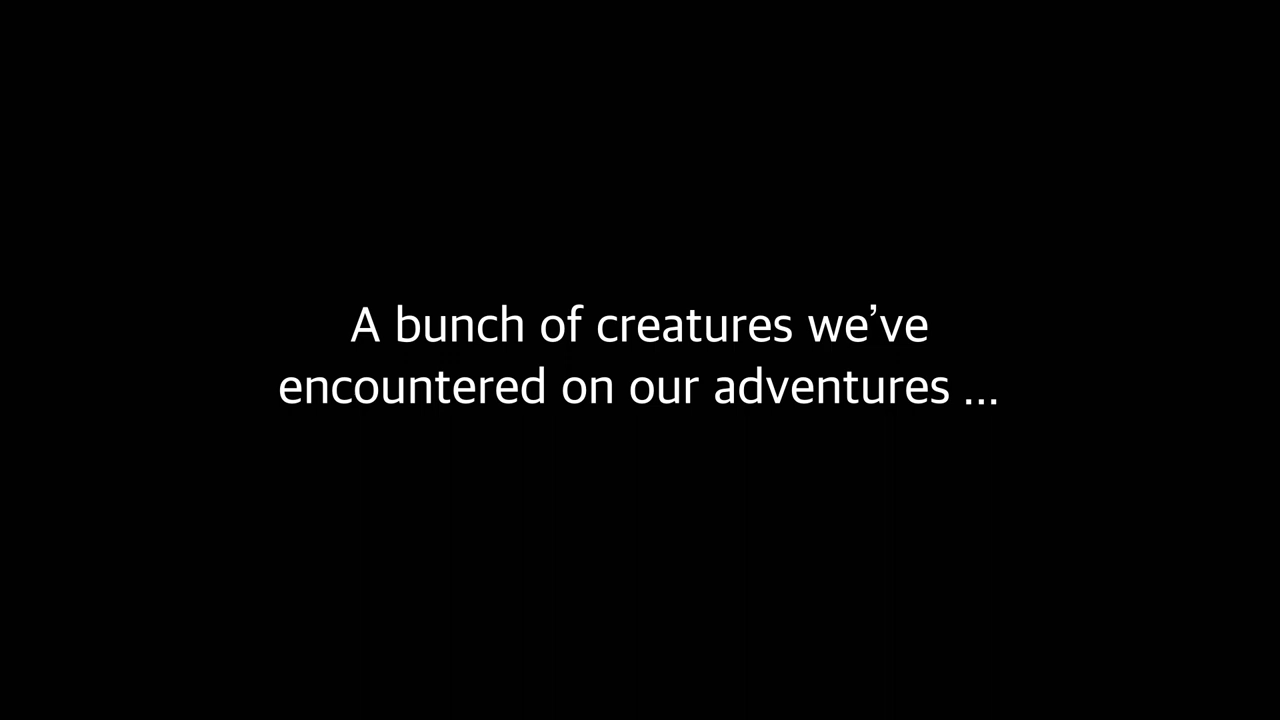 A bunch of creatures we’ve
encountered on our adventures ...